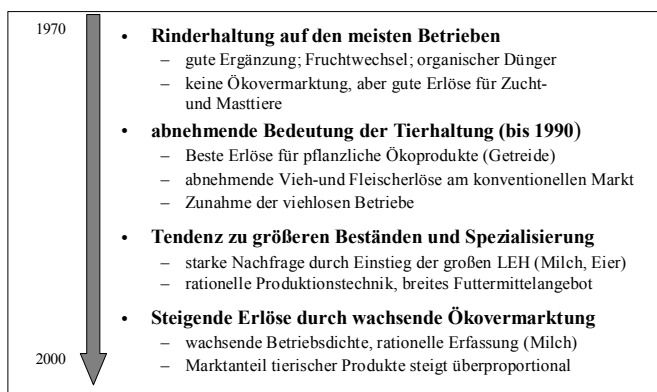 1970
• Rinderhaltung auf den meisten Betrieben
– gute Ergänzung; Fruchtwechsel; organischer Dünger
– keine Ökovermarktung, aber gute Erlöse für Zucht-
und Masttiere
• abnehmende Bedeutung der Tierhaltung (bis 1990)
– Beste Erlöse für pflanzliche Ökoprodukte (Getreide)
– abnehmende Vieh-und Fleischerlöse am konventionellen Markt
– Zunahme der viehlosen Betriebe
• Tendenz zu größeren Beständen und Spezialisierung
– starke Nachfrage durch Einstieg der großen LEH (Milch, Eier)
– rationelle Produktionstechnik, breites Futtermittelangebot
• Steigende Erlöse durch wachsende Ökovermarktung
– wachsende Betriebsdichte, rationelle Erfassung (Milch)
– Marktanteil tierischer Produkte steigt überproportional
2000